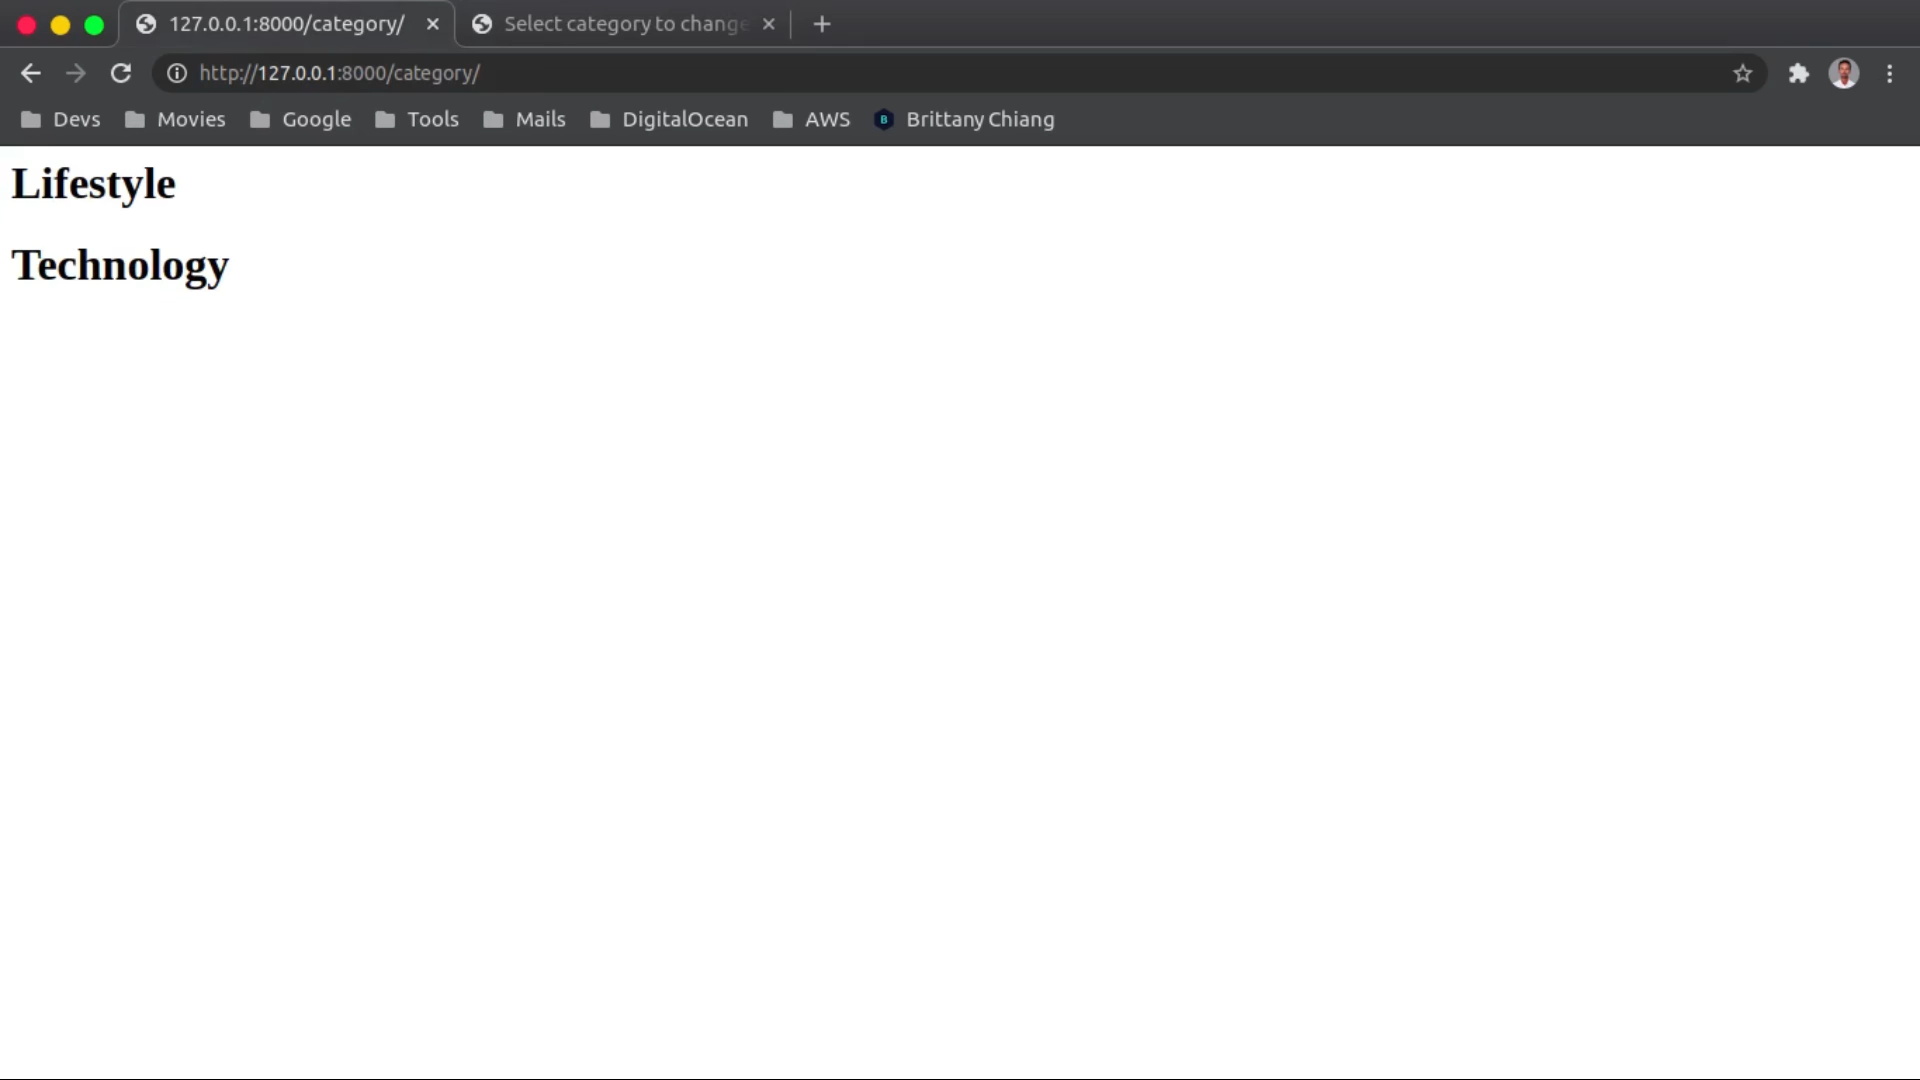 127.0.0.1:8000/category/
Select category to change
http://127.0.0.1:8000/category/
Devs Movies Google Tools Mails DigitalOcean AWS B Brittany Chiang
Lifestyle
Technology